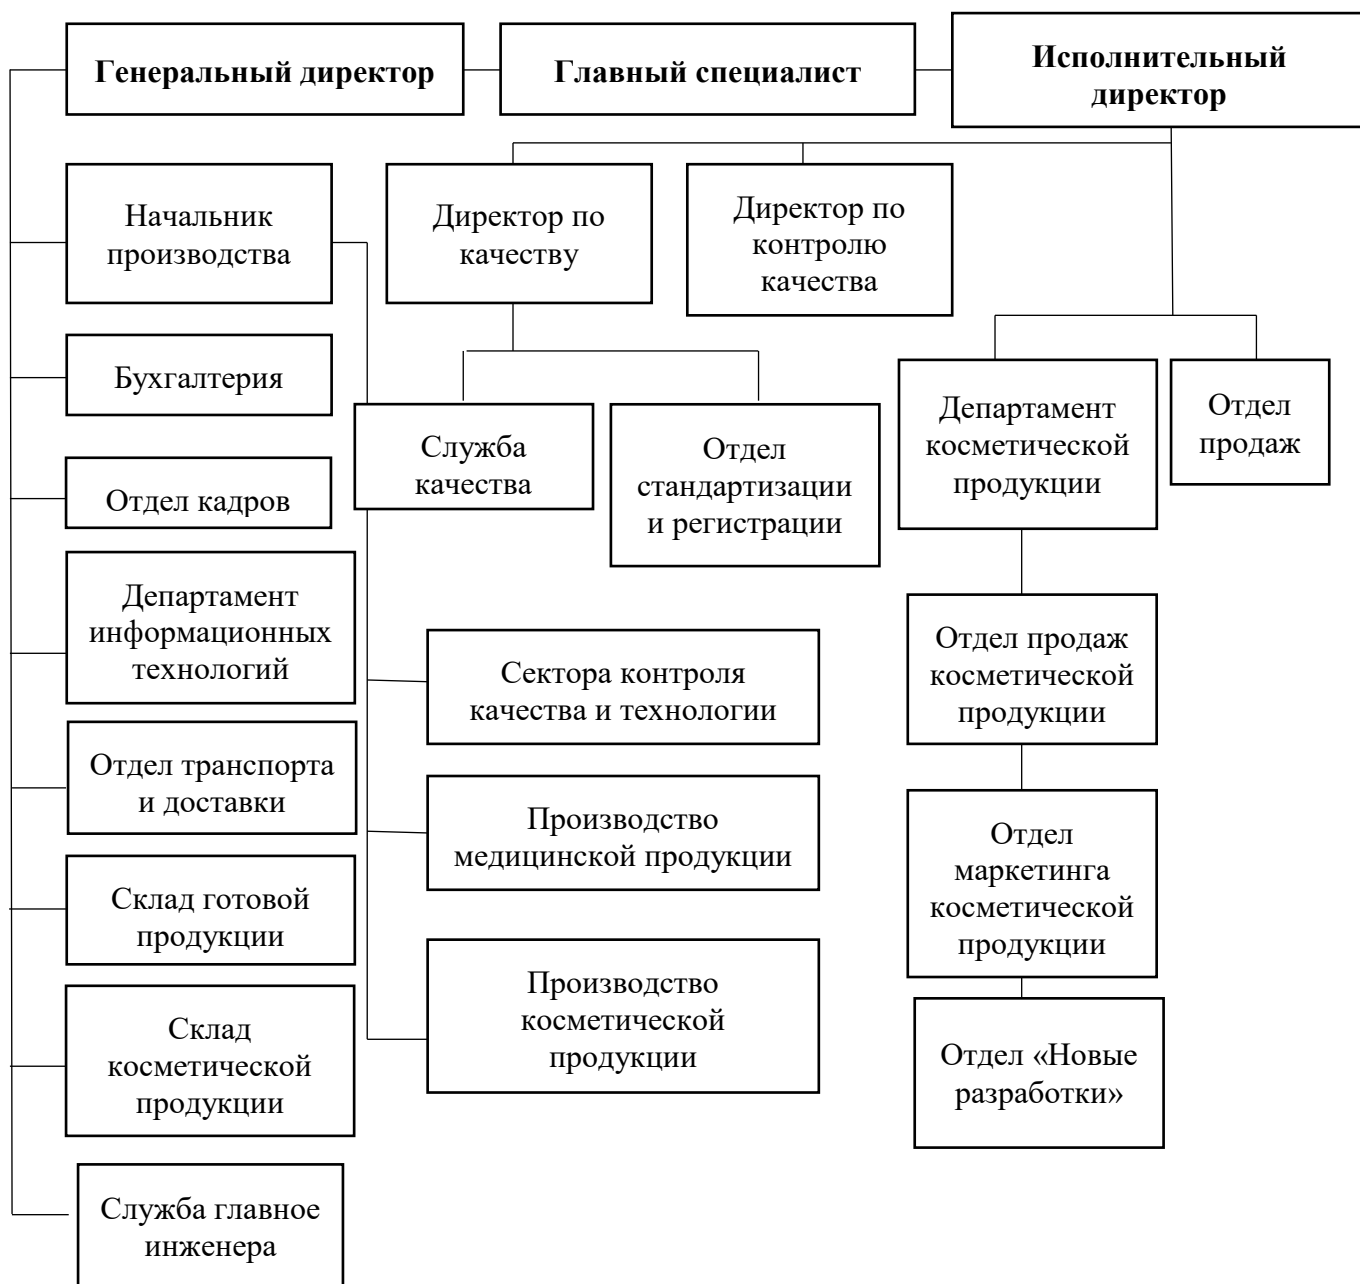 Генеральный директор
Главный специалист
Исполнительный
директор
Начальник
производства
Директор по
качеству
Директор по
контролю
качества
Бухгалтерия
Служба
качества
Отдел
стандартизации
и регистрации
Департамент
косметической
продукции
Отдел
продаж
Отдел кадров
Департамент
информационных
технологий
Сектора контроля
качества и технологии
Отдел продаж
косметической
продукции
Отдел транспорта
и доставки
Производство
медицинской продукции
Отдел
маркетинга
косметической
продукции
Склад готовой
продукции
Производство
косметической
продукции
Склад
косметической
продукции
Отдел «Новые
разработки»
Служба главное
инженера